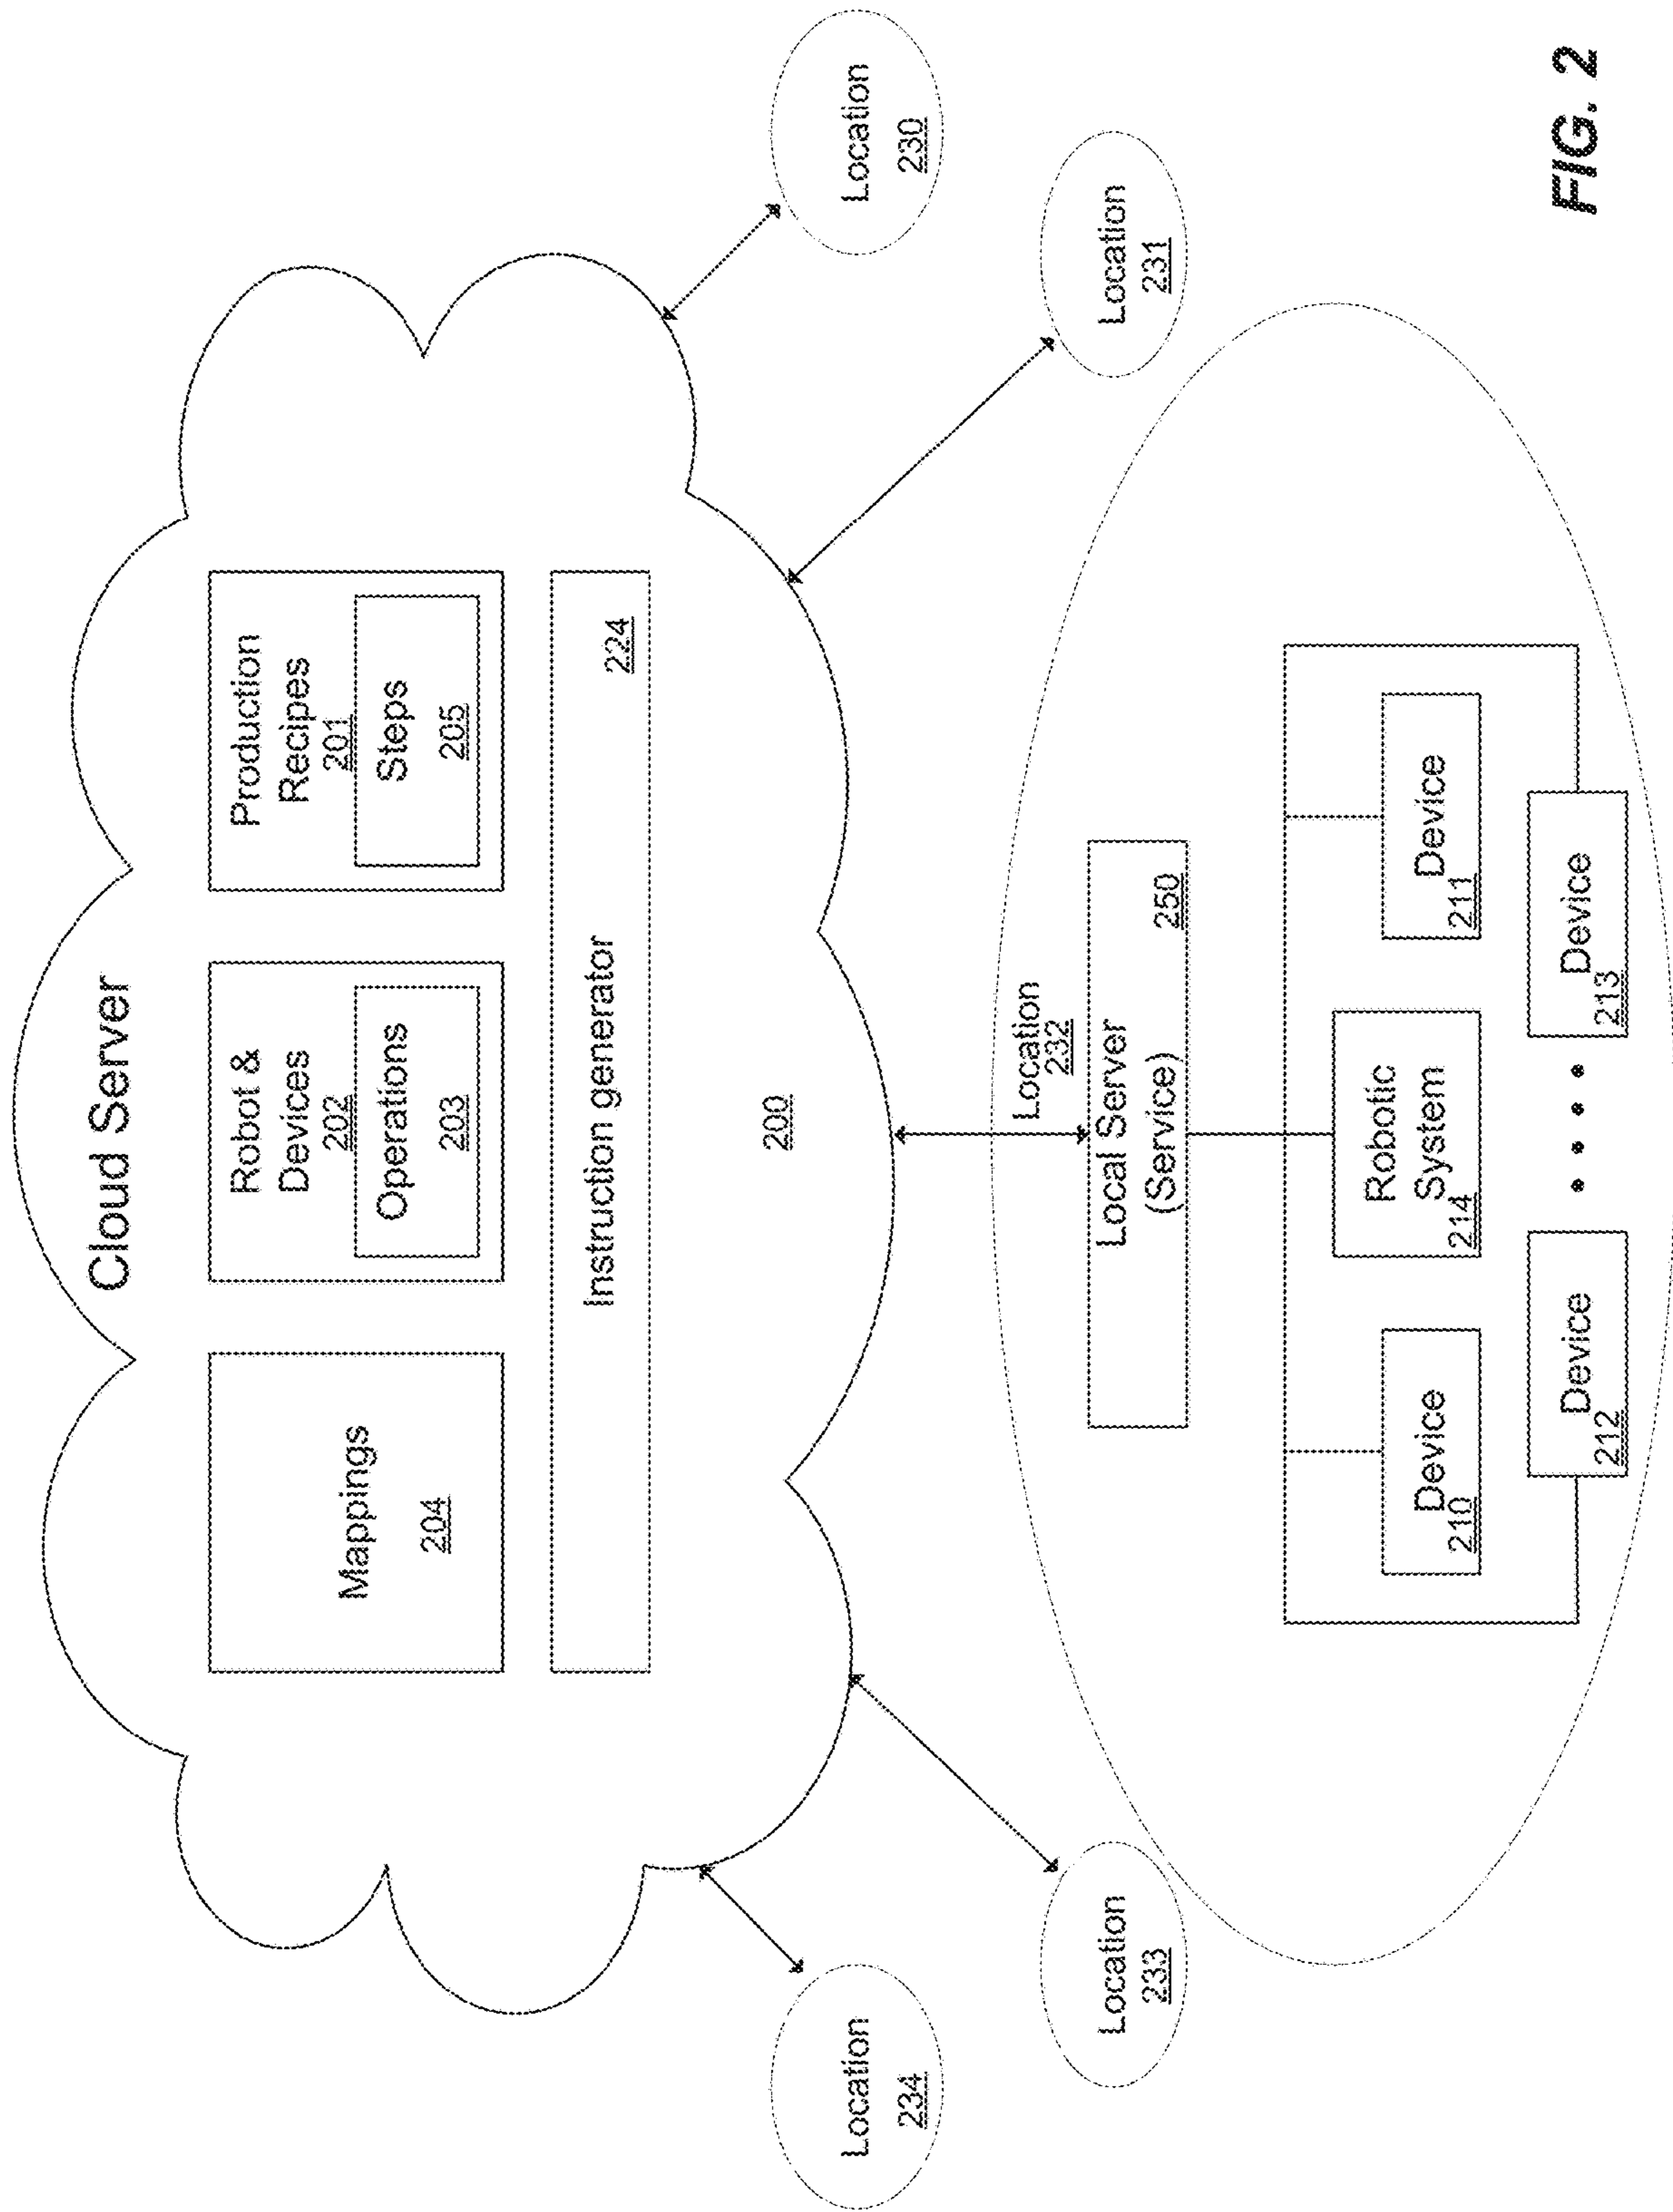 Cloud Server
Mappings
204
Robot &
Devices
202
Operations
203
Production
Recipes
201
Steps
205
Instruction generator
224
200
Location
234
Location
233
Location
232
Location
231
Location
230
Local Server
(Service)
250
Device
210
Robotic
System
214
Device
211
Device
212
Device
213
FIG. 2